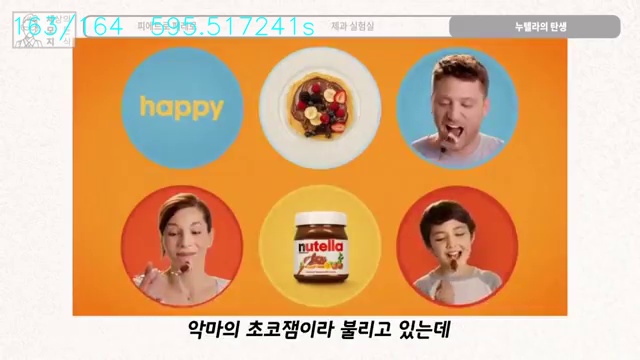 163/164 595.517241s
제과 실험실
누텔라의 탄생
지
happy
nutella
악마의 초코잼이라 불리고 있는데